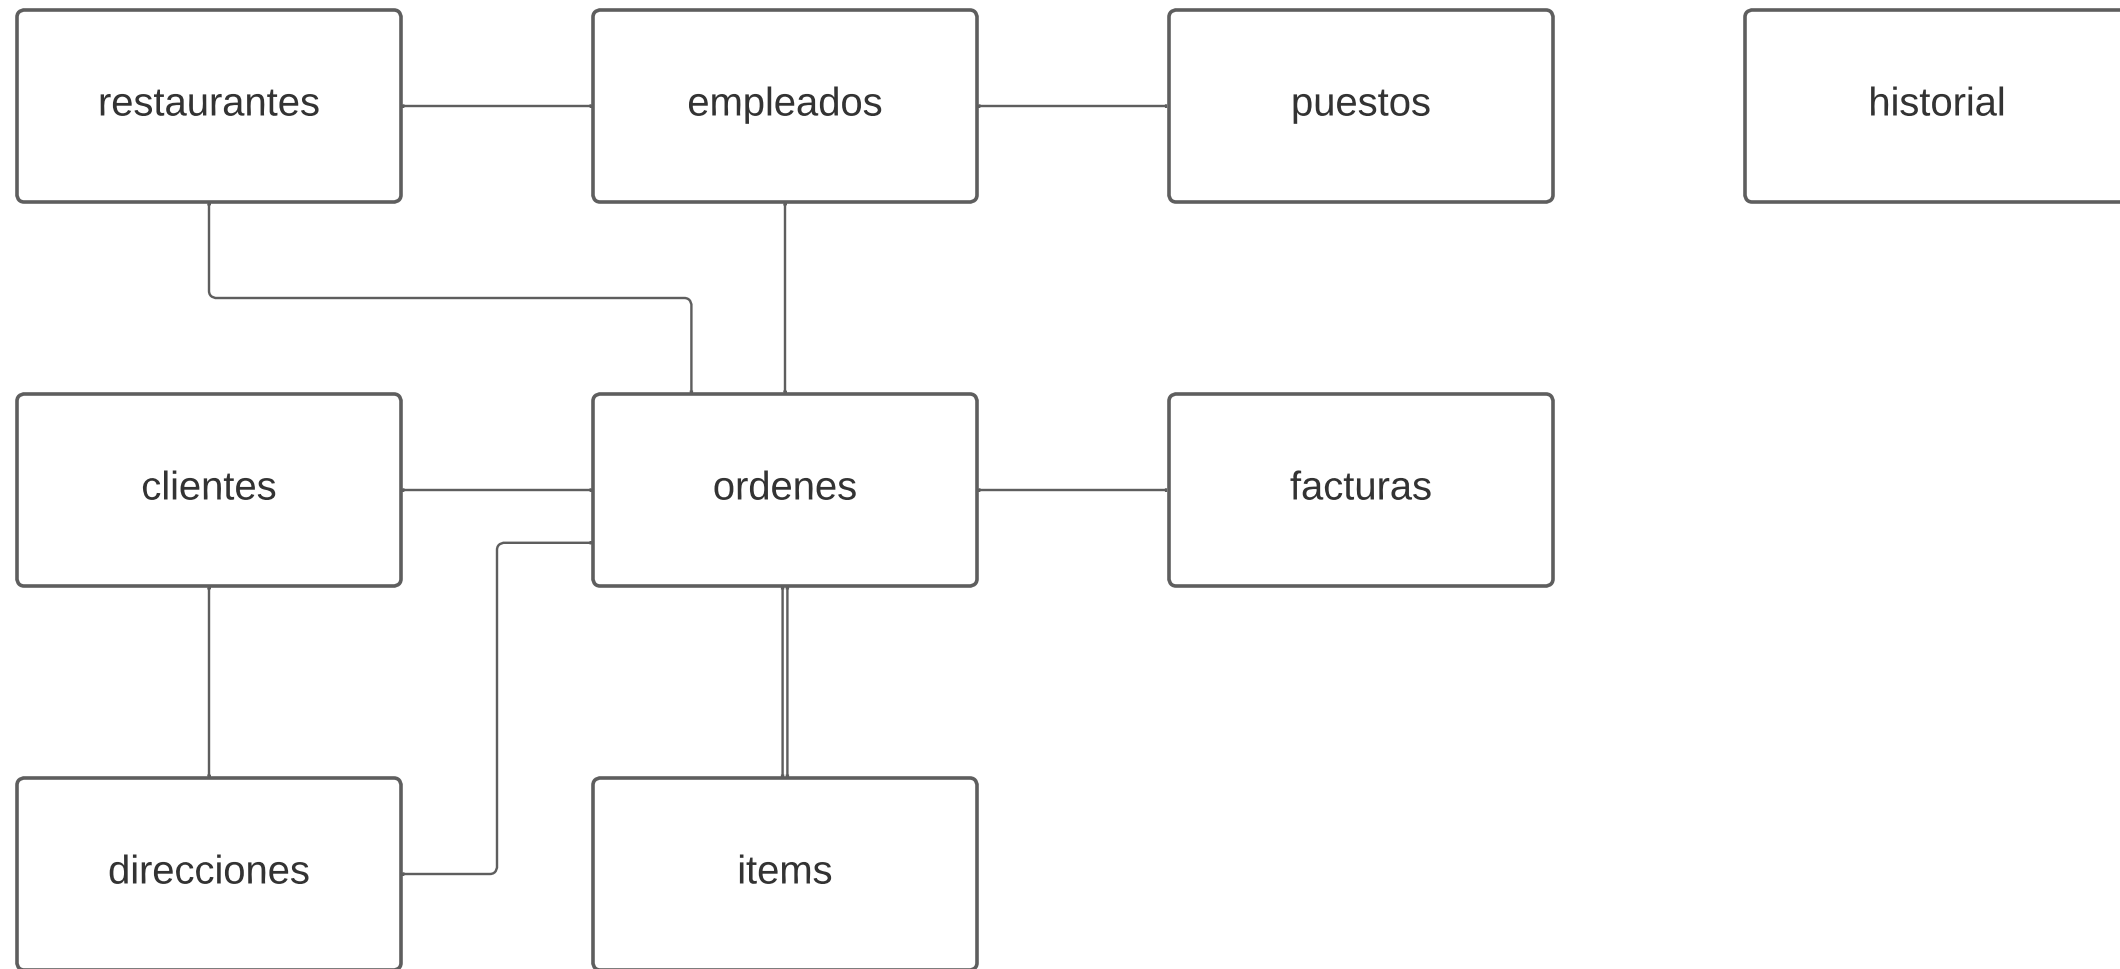 restaurantes
empleados
puestos
historial
clientes
ordenes
facturas
direcciones
items